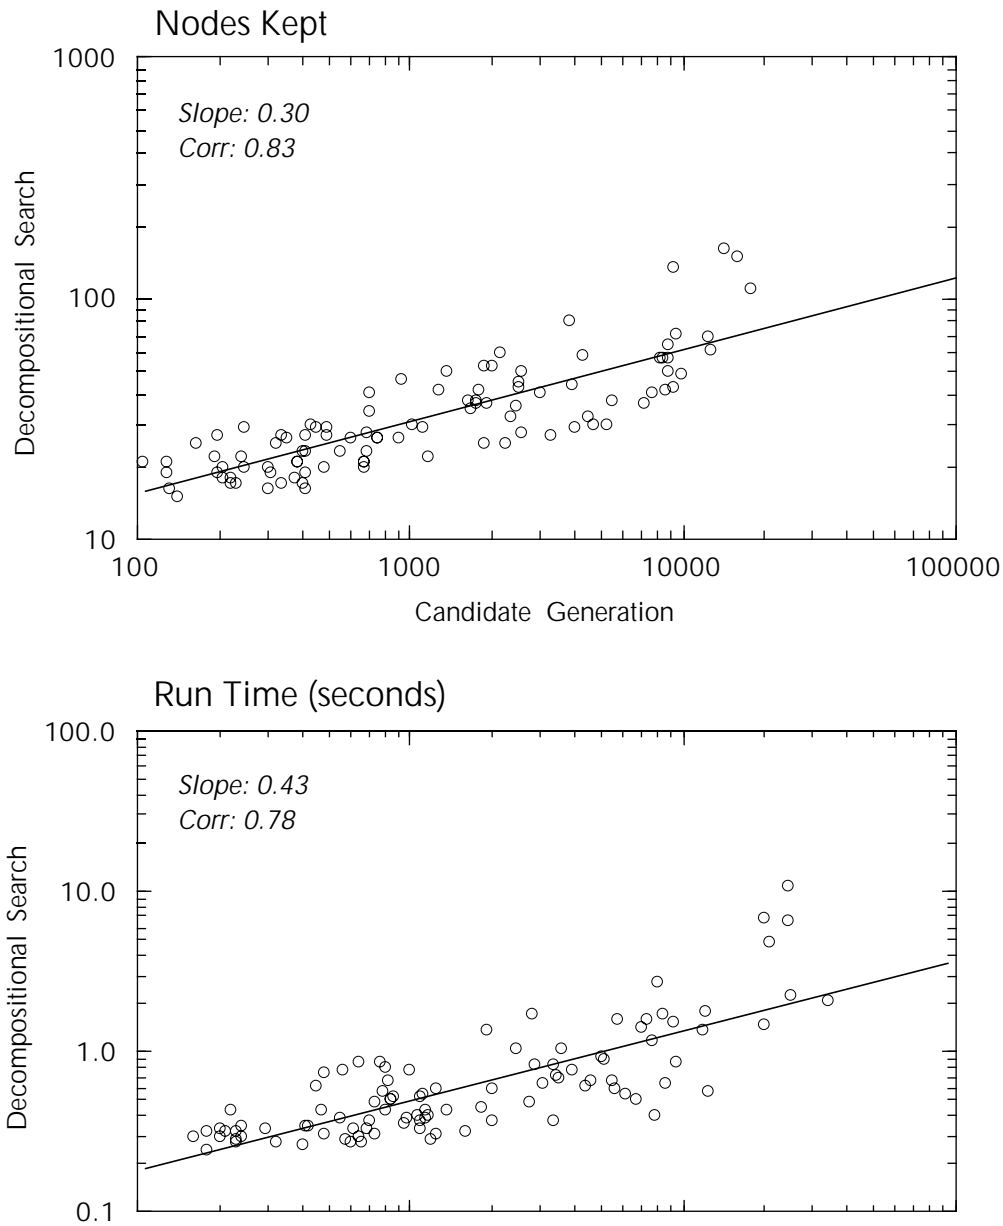 Nodes Kept
1000
Slope: 0.30
Corr: 0.83
Decompositional Search
100
10
100 1000 10000 100000
Candidate Generation
Run Time (seconds)
100.0
Slope: 0.43
Corr: 0.78
Decompositional Search
10.0
1.0
0.1